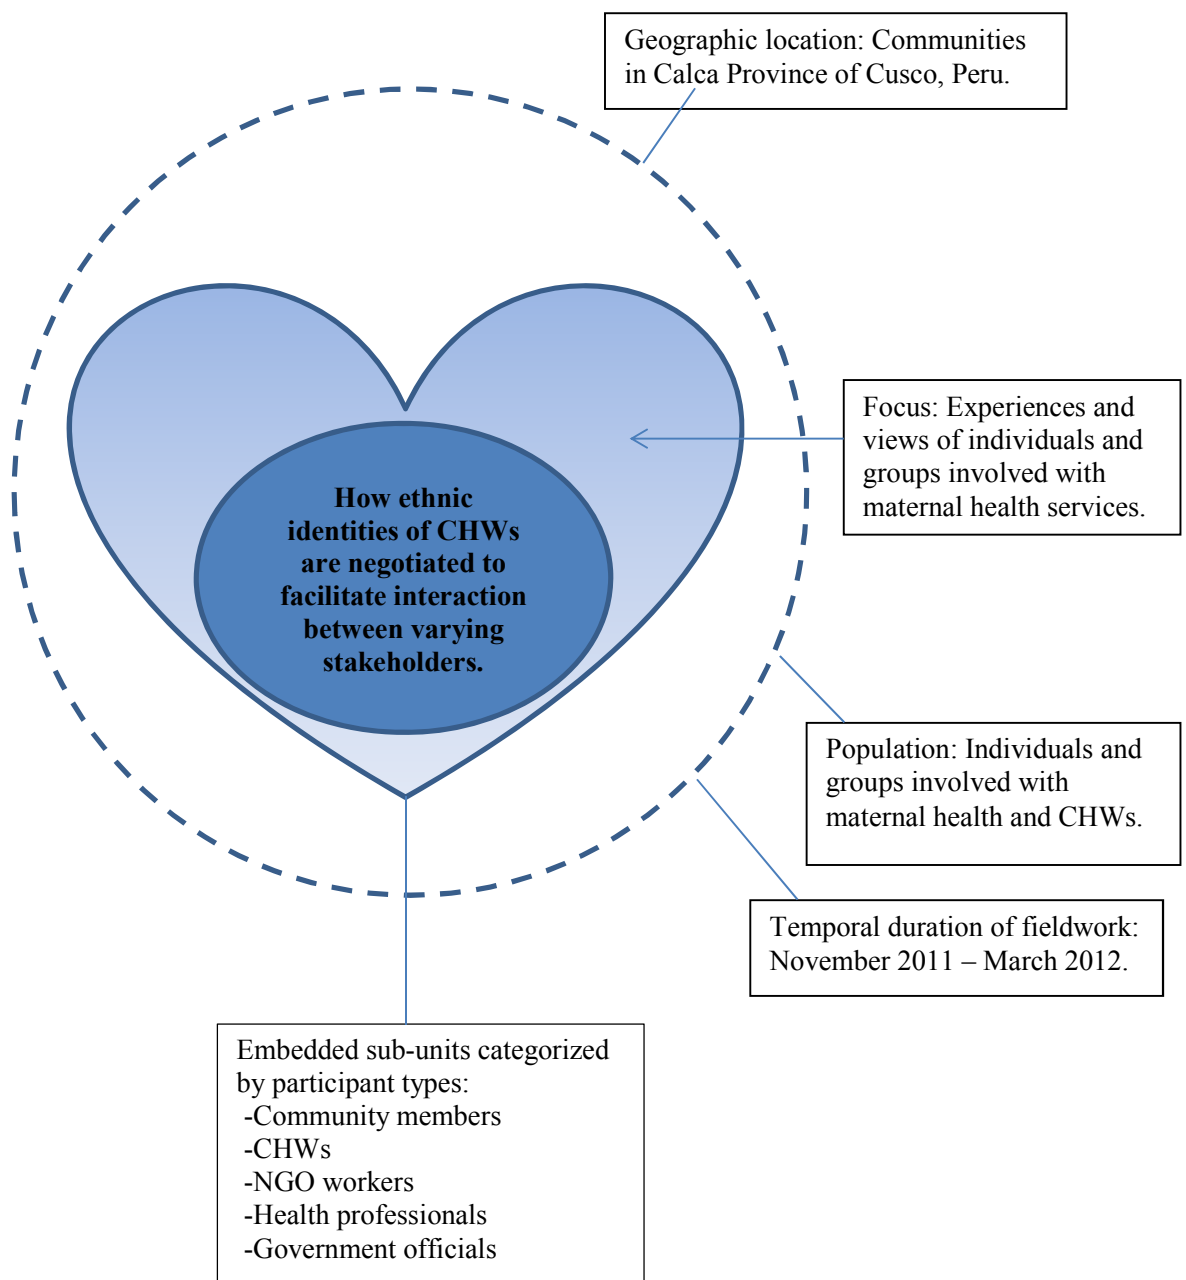 Geographic location: Communities
in Calca Province of Cusco, Peru.
Focus: Experiences and
views of individuals and
groups involved with
maternal health services.
How ethnic
identities of CHWs
are negotiated to
facilitate interaction
between varying
stakeholders.
Population: Individuals and
groups involved with
maternal health and CHWs.
Temporal duration of fieldwork:
November 2011 – March 2012.
Embedded sub-units categorized
by participant types:
-Community members
-CHWs
-NGO workers
-Health professionals
-Government officials